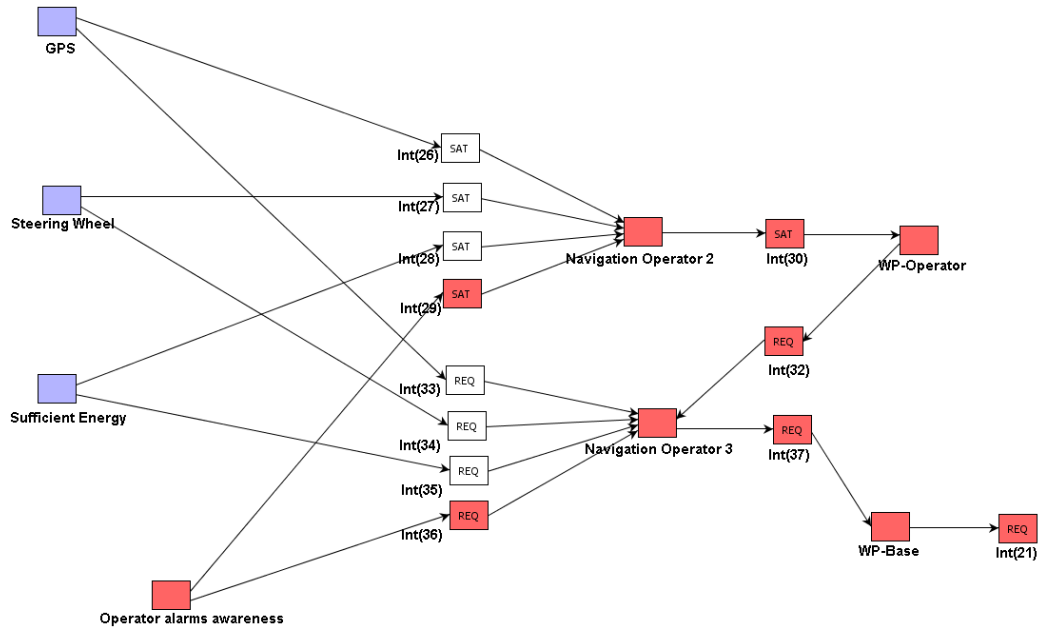 GPS
SAT
Int(26)
SAT
Int(27)
Steering Wheel
SAT
Int(28)
SAT
Int(29)
Navigation Operator 2
SAT
Int(30)
WP-Operator
REQ
Int(32)
REQ
Int(33)
Sufficient Energy
REQ
Int(34)
Navigation Operator 3
REQ
Int(37)
REQ
Int(35)
REQ
Int(36)
WP-Base
REQ
Int(21)
Operator alarms awareness